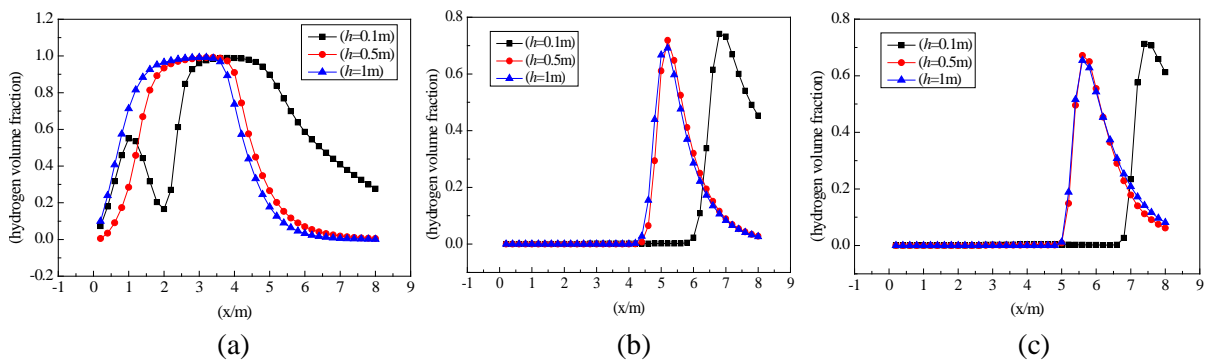 (hydrogen volume fraction)
1.2
1.0
0.8
0.6
0.4
0.2
0.0
-0.2
(h=0.1m)
(h=0.5m)
(h=1m)
-1 0 1 2 3 4 5 6 7 8 9
(x/m)
(a)
(hydrogen volume fraction)
0.8
0.6
0.4
0.2
0.0
(h=0.1m)
(h=0.5m)
(h=1m)
-1 0 1 2 3 4 5 6 7 8 9
(x/m)
(b)
(hydrogen volume fraction)
0.8
0.6
0.4
0.2
0.0
(h=0.1m)
(h=0.5m)
(h=1m)
-1 0 1 2 3 4 5 6 7 8 9
(x/m)
(c)